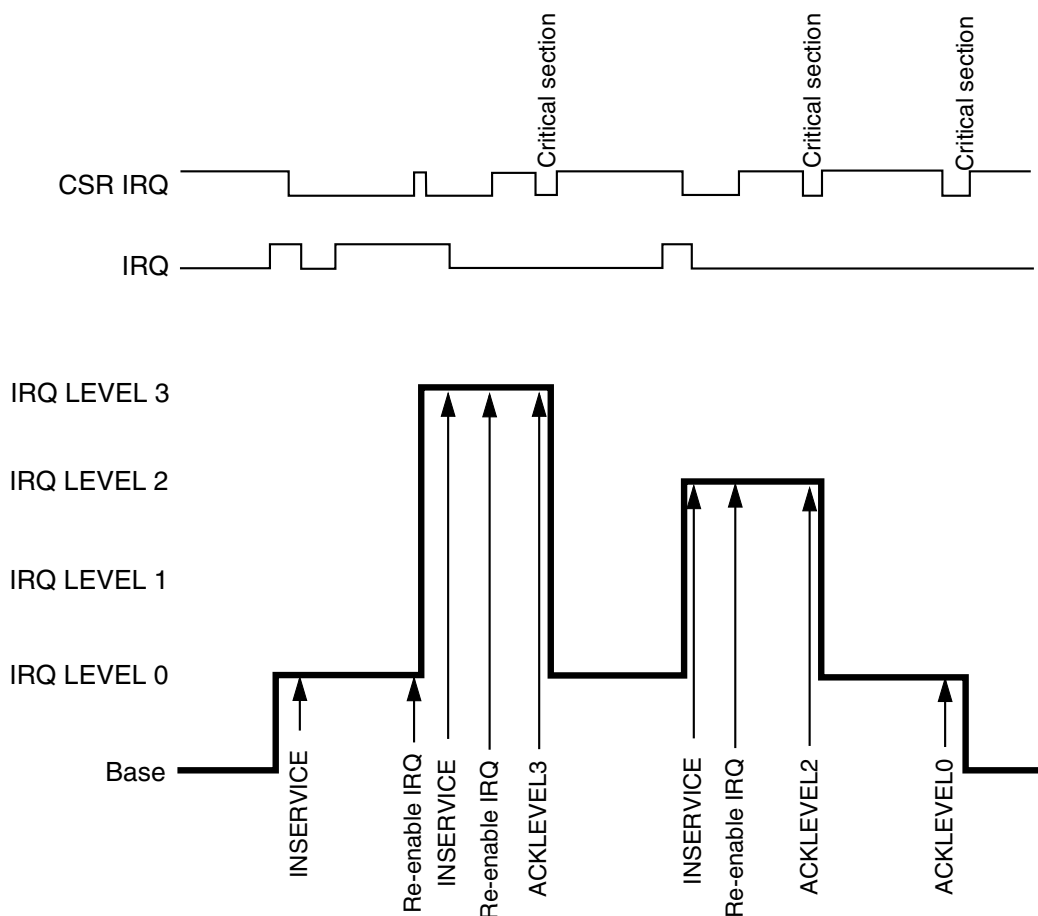 Critical section
Critical section
Critical section
CSR IRQ
IRQ
IRQ LEVEL 3
IRQ LEVEL 2
IRQ LEVEL 1
IRQ LEVEL 0
Base
INSERVICE
Re-enable IRQ
INSERVICE
Re-enable IRQ
ACKLEVEL3
INSERVICE
Re-enable IRQ
ACKLEVEL2
ACKLEVEL0